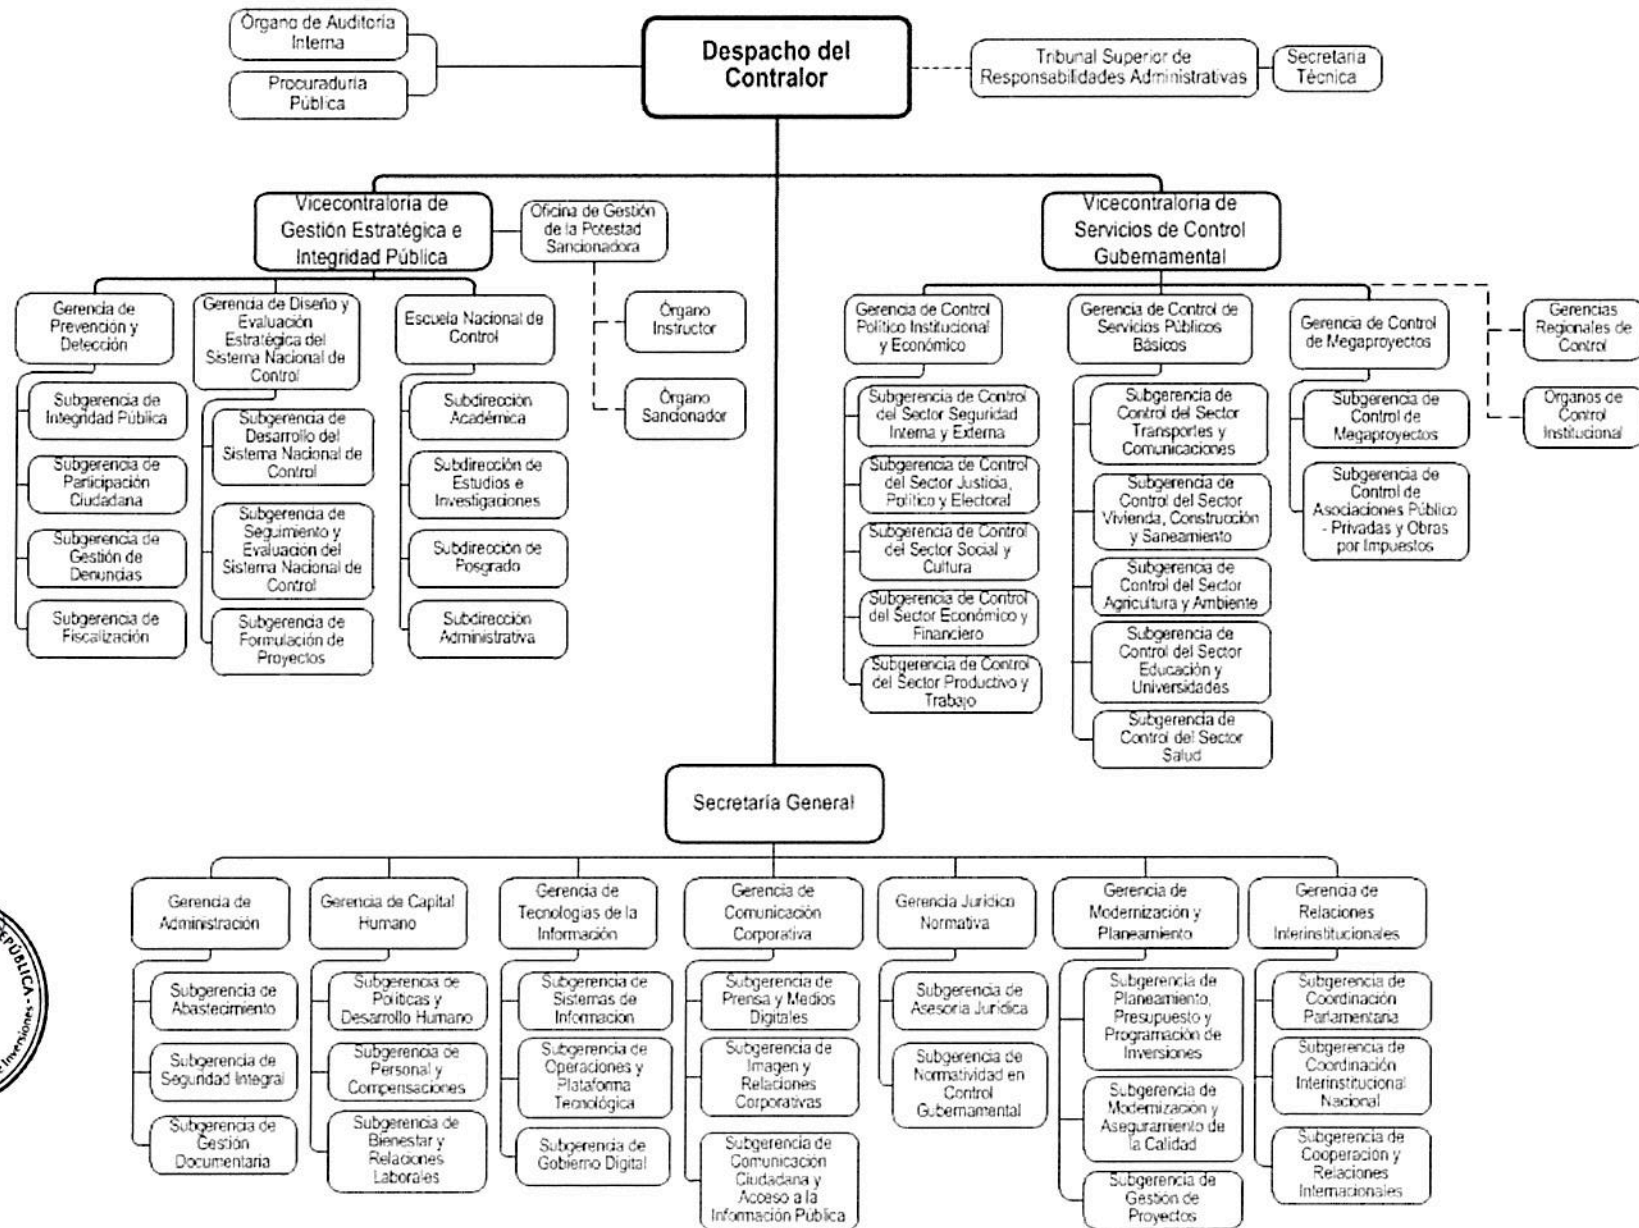 Órgano de Auditoría
Interna
Procuraduría
Pública
Despacho del
Contralor
Tribunal Superior de
Responsabilidades Administrativas
Secretaría
Técnica
Vicecontraloría de
Gestión Estratégica e
Integridad Pública
Oficina de Gestión
de la Potestad
Sancionadora
Órgano
Instructor
Órgano
Sancionador
Gerencia de
Prevención y
Detección
Subgerencia de
Integridad Pública
Subgerencia de
Participación
Ciudadana
Subgerencia de
Gestión de
Denuncias
Subgerencia de
Fiscalización
Gerencia de Diseño y
Evaluación
Estratégica del
Sistema Nacional de
Control
Subgerencia de
Desarrollo del
Sistema Nacional de
Control
Subgerencia de
Seguimiento y
Evaluación del
Sistema Nacional de
Control
Subgerencia de
Formulación de
Proyectos
Escuela Nacional de
Control
Subdirección
Académica
Subdirección de
Estudios e
Investigaciones
Subdirección de
Posgrado
Subdirección
Administrativa
Vicecontraloría de
Servicios de Control
Gubernamental
Gerencia de Control
Político Institucional
y Económico
Subgerencia de Control
del Sector Seguridad
Interna y Externa
Subgerencia de Control
del Sector Justicia,
Político y Electoral
Subgerencia de Control
del Sector Social y
Cultura
Subgerencia de Control
del Sector Económico y
Financiero
Subgerencia de Control
del Sector Productivo y
Trabajo
Gerencia de Control de
Servicios Públicos
Básicos
Subgerencia de
Control del Sector
Transportes y
Comunicaciones
Subgerencia de
Control del Sector
Vivienda, Construcción
y Saneamiento
Subgerencia de
Control del Sector
Agricultura y Ambiente
Subgerencia de
Control del Sector
Educación y
Universidades
Subgerencia de
Control del Sector
Salud
Gerencia de Control
de Megaproyectos
Subgerencia de
Control de
Megaproyectos
Subgerencia de
Control de
Asociaciones Público
- Privadas y Obras
por Impuestos
Gerencias
Regionales de
Control
Órganos de
Control
Institucional
Secretaría General
Gerencia de
Administración
Subgerencia de
Abastecimiento
Subgerencia de
Seguridad Integral
Subgerencia de
Gestión
Documentaria
Gerencia de Capital
Humano
Subgerencia de
Políticas y
Desarrollo Humano
Subgerencia de
Personal y
Compensaciones
Subgerencia de
Bienestar y
Relaciones
Laborales
Gerencia de
Tecnologías de la
Información
Subgerencia de
Sistemas de
Información
Subgerencia de
Operaciones y
Plataforma
Tecnológica
Subgerencia de
Gobierno Digital
Gerencia de
Comunicación
Corporativa
Subgerencia de
Prensa y Medios
Digitales
Subgerencia de
Imagen y
Relaciones
Corporativas
Subgerencia de
Comunicación
Ciudadana y
Acceso a la
Información Pública
Gerencia Jurídico
Normativa
Subgerencia de
Asesoría Jurídica
Subgerencia de
Normatividad en
Control
Gubernamental
Gerencia de
Modernización y
Planeamiento
Subgerencia de
Planeamiento,
Presupuesto y
Programación de
Inversiones
Subgerencia de
Modernización y
Aseguramiento de
la Calidad
Subgerencia de
Gestión de
Proyectos
Gerencia de
Relaciones
Interinstitucionales
Subgerencia de
Coordinación
Parlamentaria
Subgerencia de
Coordinación
Interinstitucional
Nacional
Subgerencia de
Cooperación y
Relaciones
Internacionales
EPÚBLICA -
Inversiones -